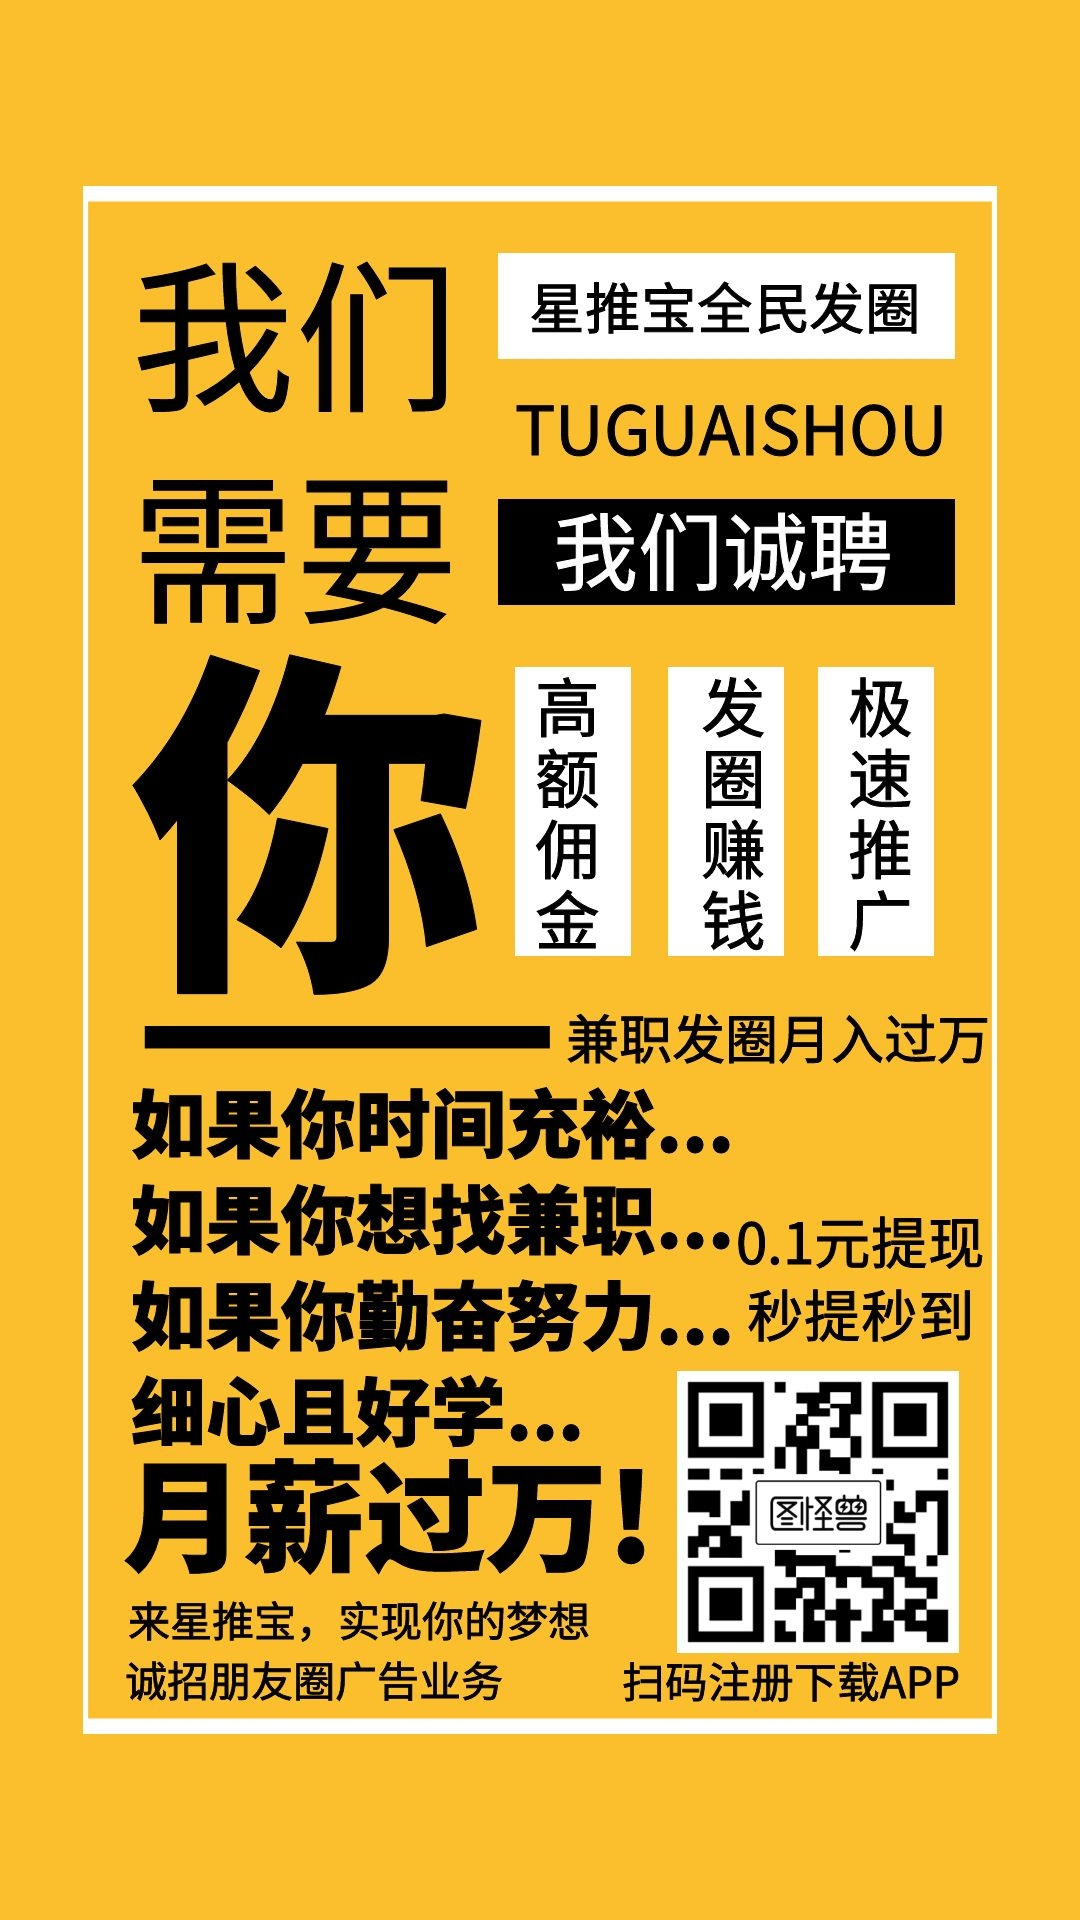 我们
需要
你
星推宝全民发圈
TUGUAISHOU
我们诚聘
高额佣金
发圈赚钱
极速推广
兼职发圈月入过万
如果你时间充裕...
如果你想找兼职...
如果你勤奋努力...
细心且好学...
0.1元提现
秒提秒到
月薪过万！
图怪兽
来星推宝，实现你的梦想
诚招朋友圈广告业务
扫码注册下载APP